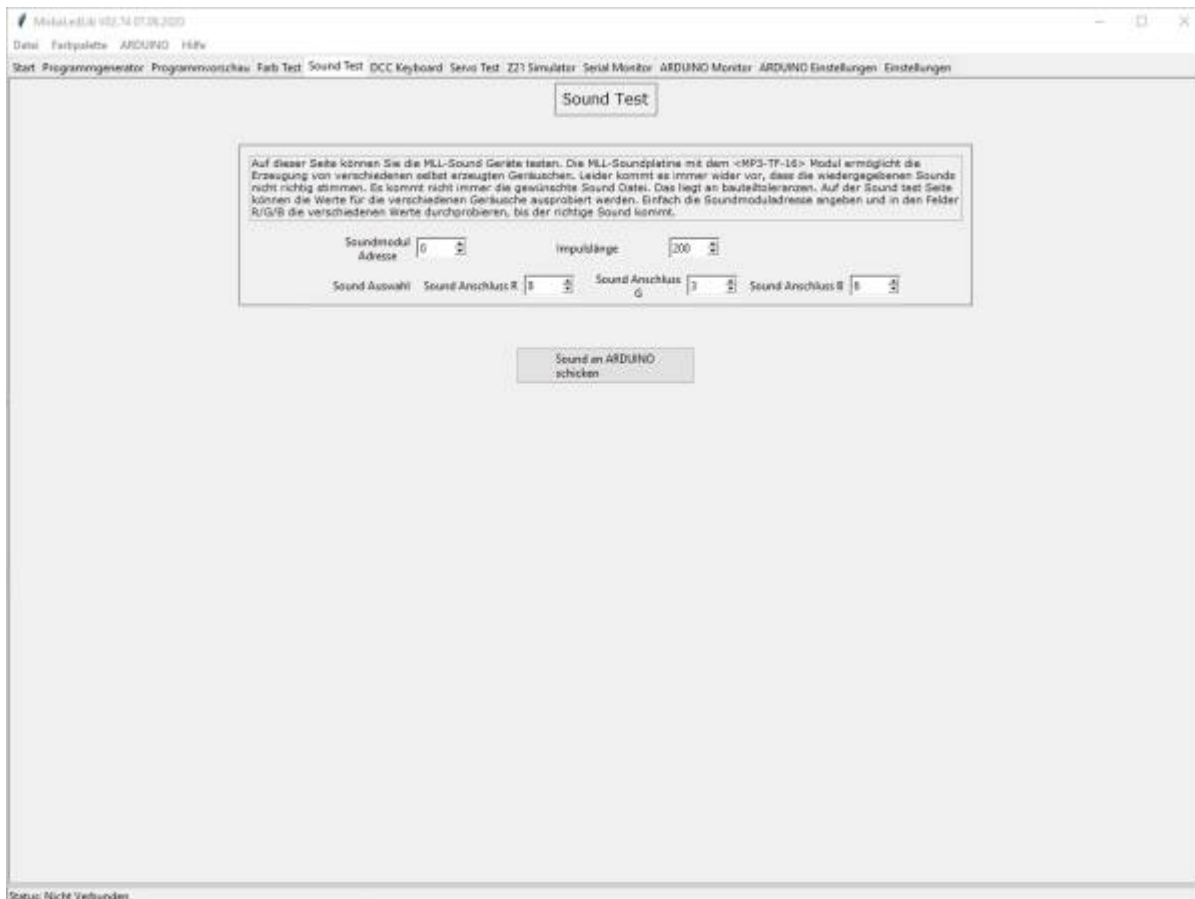 MobaLedLib V02.74 07.06.2020
Datei Farbpalette ARDUINO Hilfe
Start Programmgenerator Programmvorschau Farb Test Sound Test DCC Keyboard Servo Test Z21 Simulator Serial Monitor ARDUINO Monitor ARDUINO Einstellungen Einstellungen
Sound Test
Auf dieser Seite können Sie die MLL-Sound Geräte testen. Die MLL-Soundplatine mit dem <MP3-TF-16> Modul ermöglicht die
Erzeugung von verschiedenen selbst erzeugten Geräuschen. Leider kommt es immer wider vor, dass die wiedergegebenen Sounds
nicht richtig stimmen. Es kommt nicht immer die gewünschte Sound Datei. Das liegt an bauteiltoleranzen. Auf der Sound test Seite
können die Werte für die verschiedenen Geräusche ausprobiert werden. Einfach die Soundmoduladresse angeben und in den Felder
R/G/B die verschiedenen Werte durchprobieren, bis der richtige Sound kommt.
Soundmodul
Adresse 0 Impulslänge 200
Sound Auswahl Sound Anschluss R Sound Anschluss
G 3 Sound Anschluss B
Sound an ARDUINO
schicken
Status: Nicht Verbunden